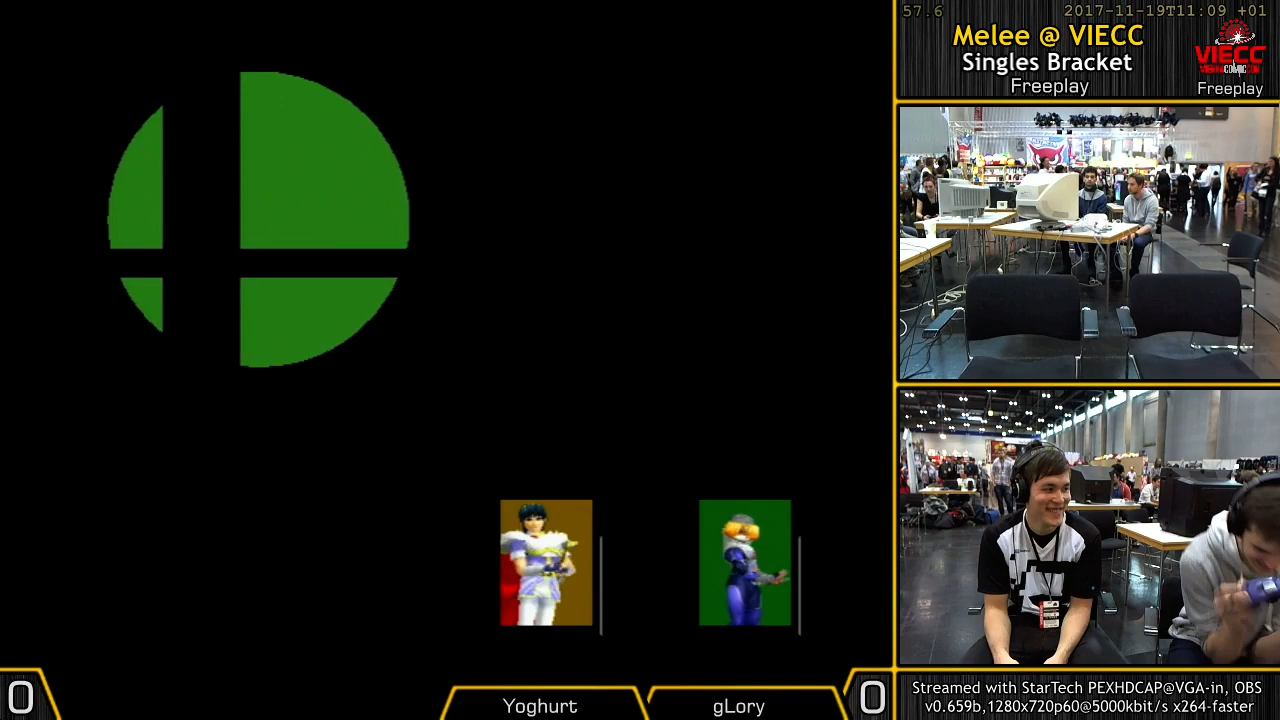 57.6
2017-11-19T11:09 +01
Melee @ VIECC
Singles Bracket
Freeplay
VIECC
Freeplay
0
Yoghurt
gLory
0
Streamed with StarTech PEXHDCAP@VGA-in, OBS
v0.659b,1280x720p60@5000kbit/s x264-faster